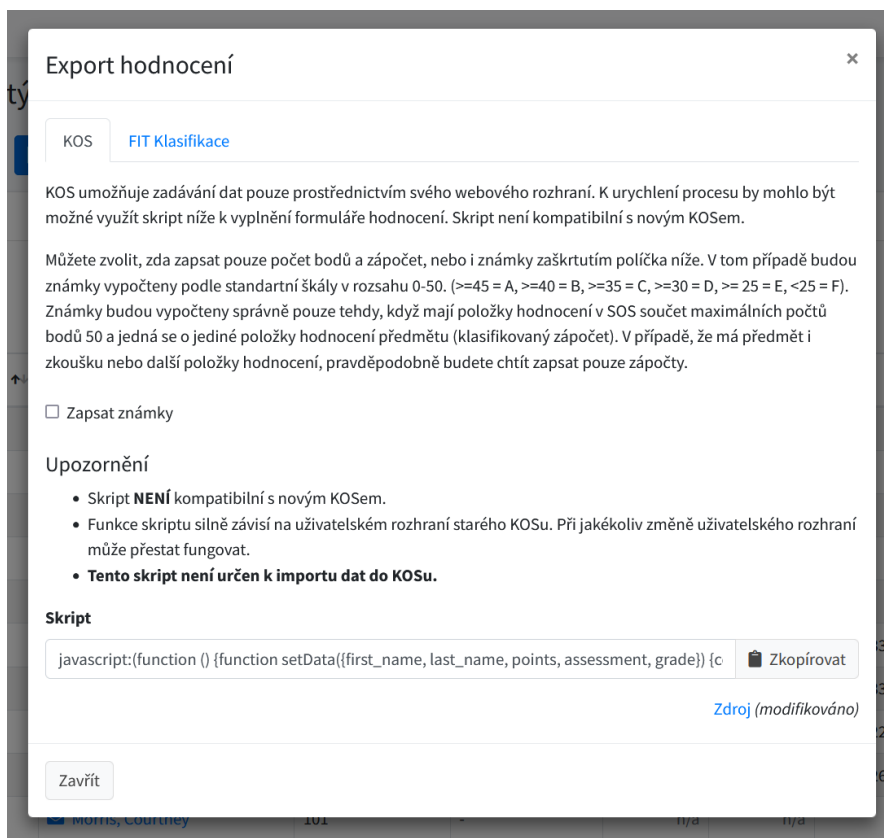 Export hodnocení
×
tý
KOS
FIT Klasifikace
KOS umožňuje zadávání dat pouze prostřednictvím svého webového rozhraní. K urychlení procesu by mohlo být
možné využít skript níže k vyplnění formuláře hodnocení. Skript není kompatibilní s novým KOSem.
Můžete zvolit, zda zapsat pouze počet bodů a zápočet, nebo i známky zaškrtutím políčka níže. V tom případě budou
známky vypočteny podle standartní škály v rozsahu 0-50. (>=45 = A, >=40 = B, >=35 = C, >=30 = D, >= 25 = E, <25 = F).
Známky budou vypočteny správně pouze tehdy, když mají položky hodnocení v SOS součet maximálních počtů
bodů 50 a jedná se o jediné položky hodnocení předmětu (klasifikovaný zápočet). V případě, že má předmět i
zkoušku nebo další položky hodnocení, pravděpodobně budete chtít zapsat pouze zápočty.
Zapsat známky
Upozornění
• Skript NENÍ kompatibilní s novým KOSem.
• Funkce skriptu silně závisí na uživatelském rozhraní starého KOSu. Při jakékoliv změně uživatelského rozhraní
může přestat fungovat.
• Tento skript není určen k importu dat do KOSu.
Skript
javascript:(function () {function setData({first_name, last_name, points, assessment, grade}) {c
Zkopírovat
Zdroj (modifikováno)
Zavřít
Morris, Courtney 101 - n/a n/a